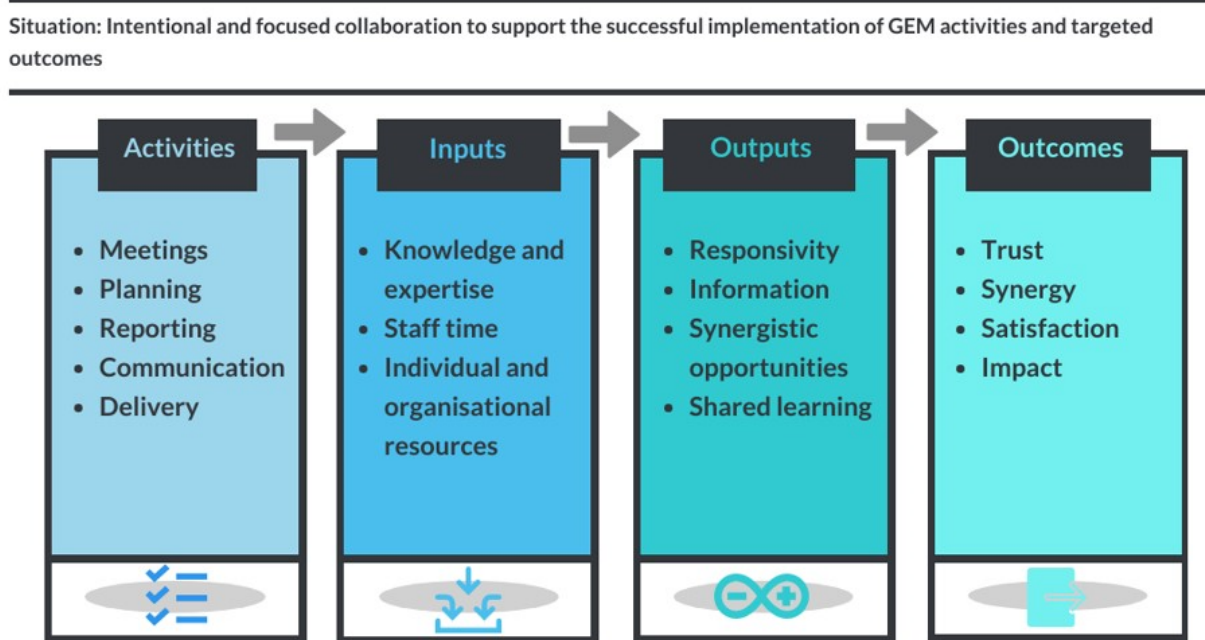 Situation: Intentional and focused collaboration to support the successful implementation of GEM activities and targeted
outcomes
Activities
• Meetings
• Planning
• Reporting
• Communication
• Delivery
Inputs
• Knowledge and
expertise
• Staff time
• Individual and
organisational
resources
Outputs
• Responsivity
• Information
• Synergistic
opportunities
• Shared learning
Outcomes
• Trust
• Synergy
• Satisfaction
• Impact